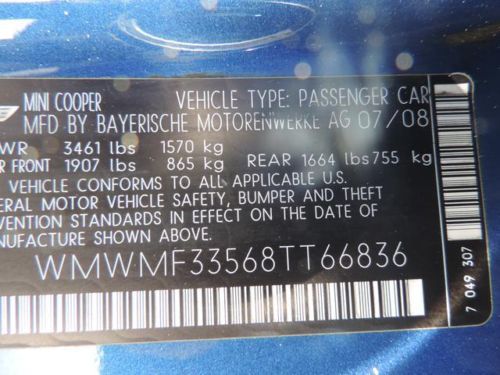 MINI COOPER VEHICLE TYPE: PASSENGER CAR
MFD BY BAYERISCHE MOTORENWERKE AG 07/08
WR 3461 lbs 1570 kg
R FRONT 1907 lbs 865 kg REAR 1664 lbs 755 kg
VEHICLE CONFORMS TO ALL APPLICABLE U.S.
ERAL MOTOR VEHICLE SAFETY, BUMPER AND THEFT
VENTION STANDARDS IN EFFECT ON THE DATE OF
NUFACTURE SHOWN ABOVE.
WMWMF33568TT66836
7 049 307